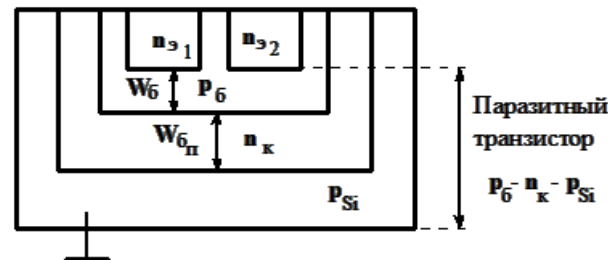 nэ1 nэ2
Wб pб
Wбп nк
pSi
Паразитный
транзистор
pб- nк- pSi